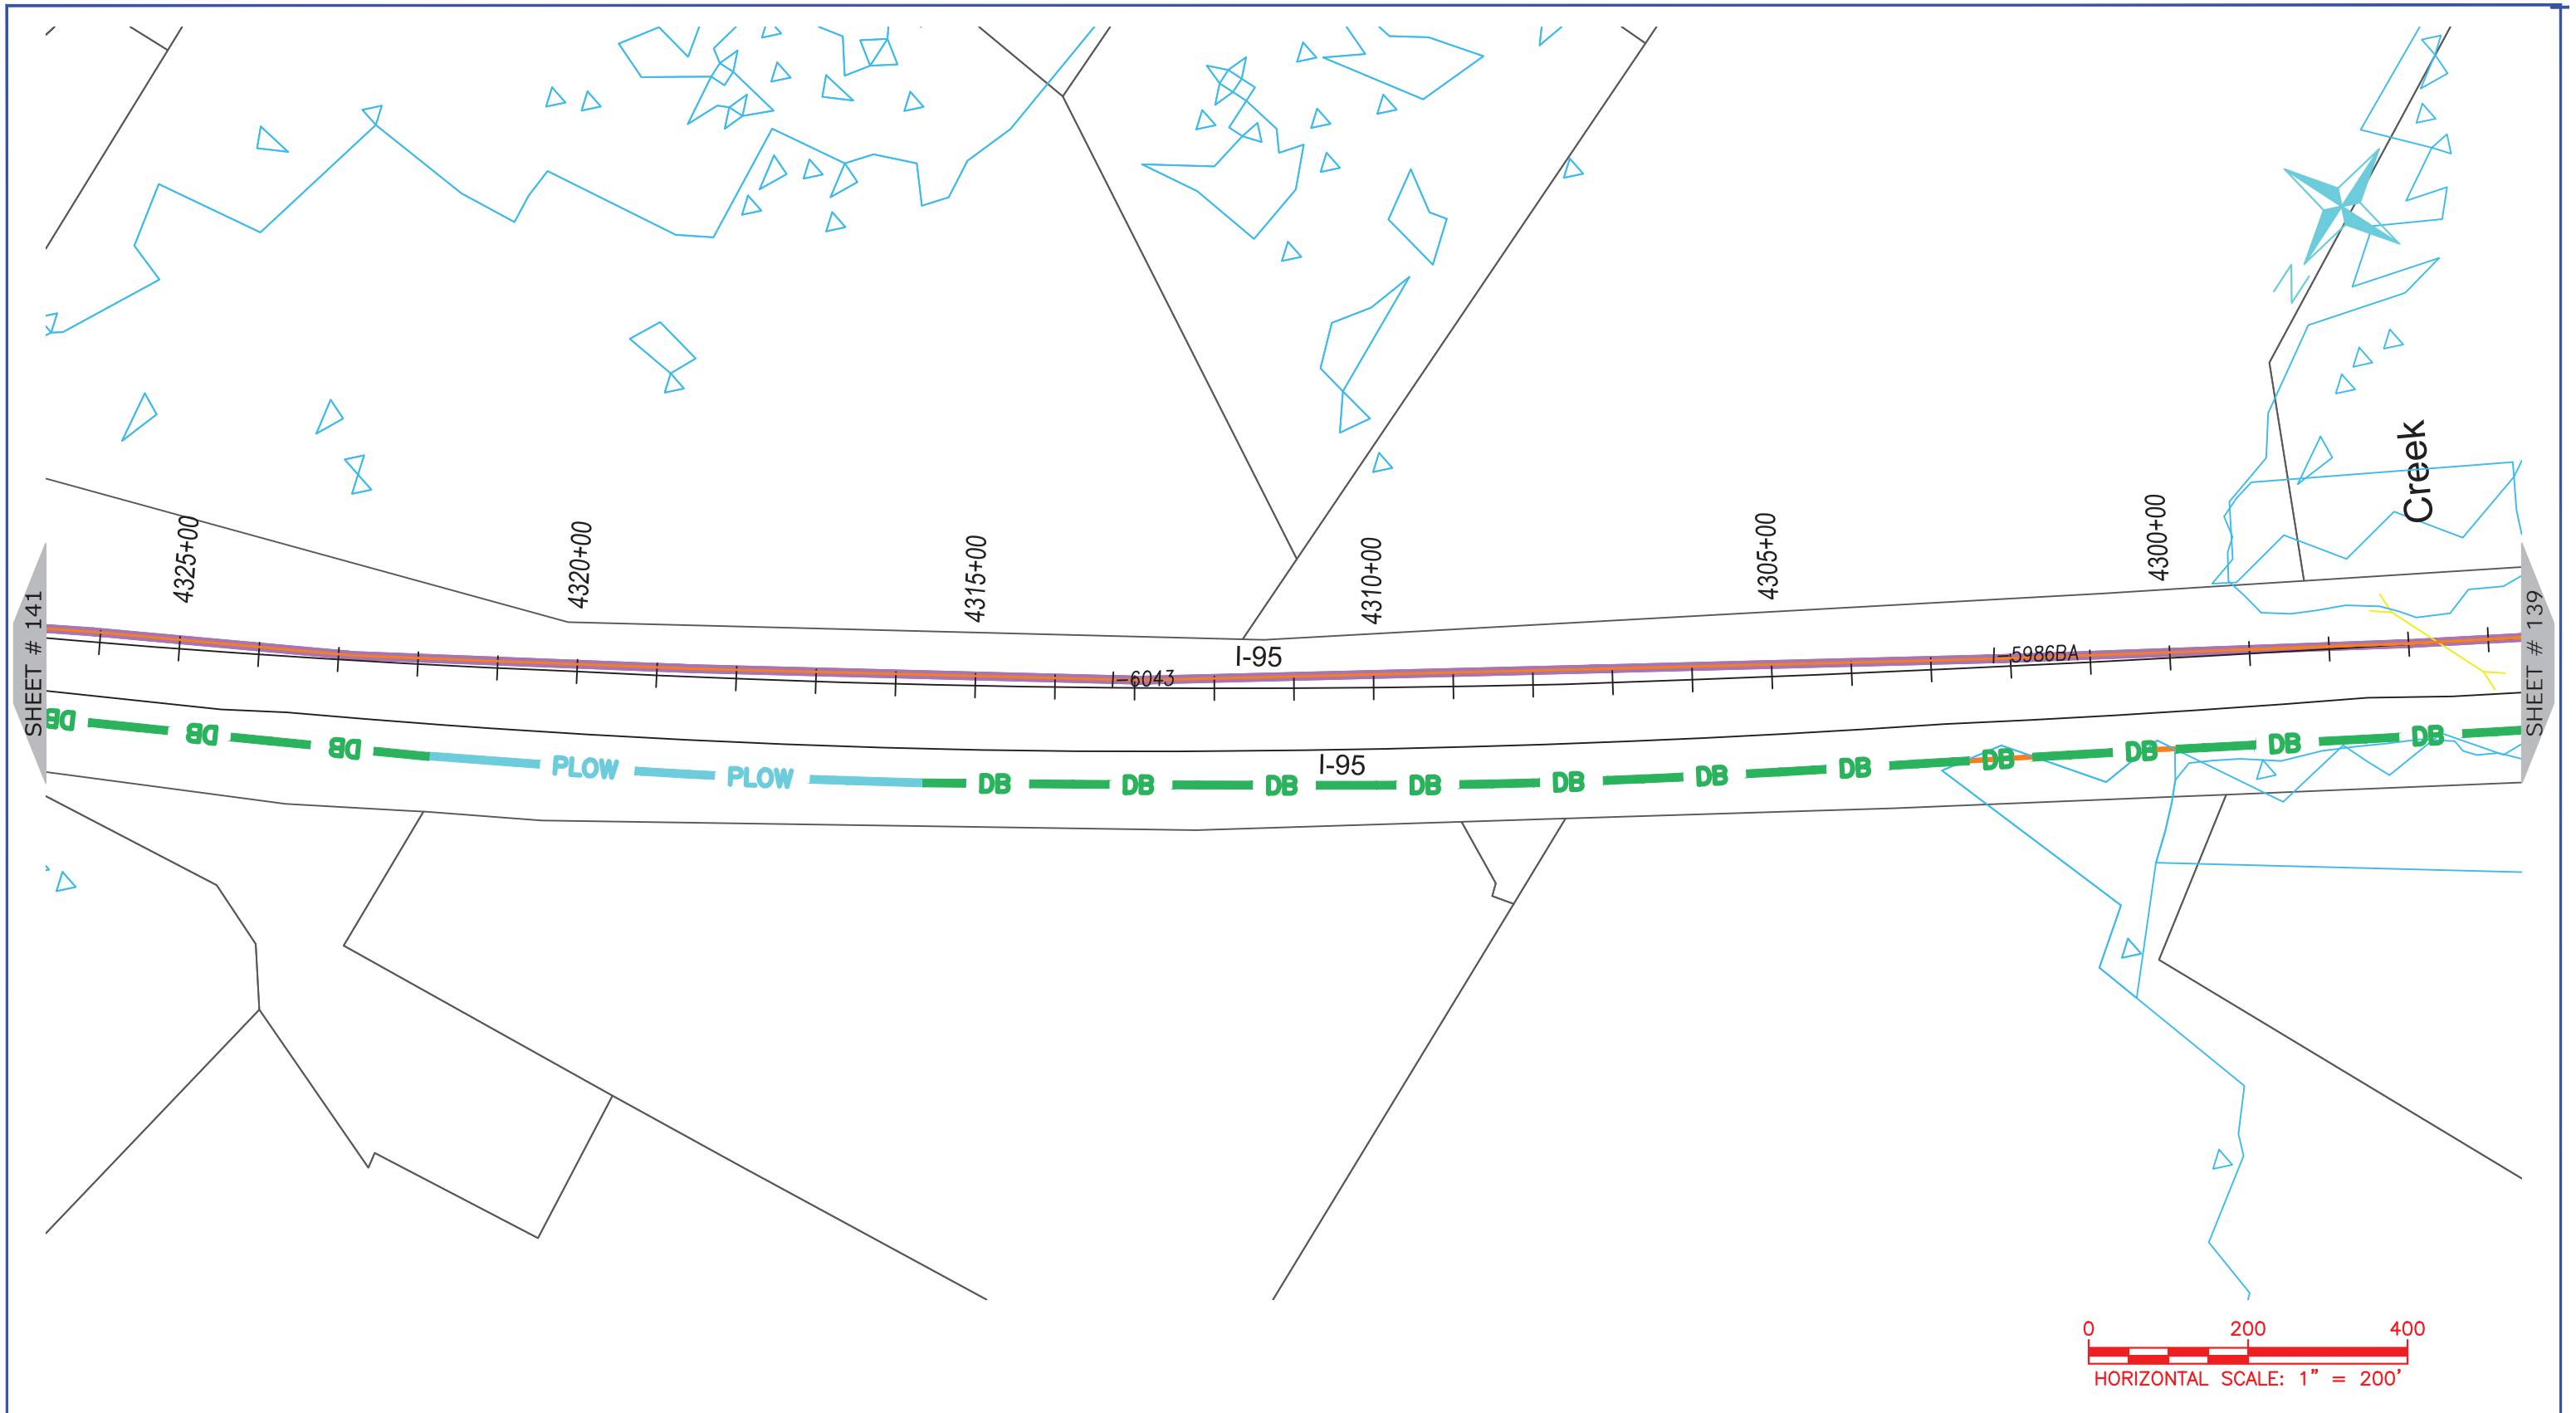 N
Creek
4325+00
4320+00
4315+00
4310+00
4305+00
4300+00
SHEET # 141
SHEET # 139
I-95
I-6043
I-5986BA
DB
DB
DB
PLOW
PLOW
I-95
DB
DB
DB
DB
DB
DB
DB
DB
DB
DB
DB
0 200 400
HORIZONTAL SCALE: 1" = 200'